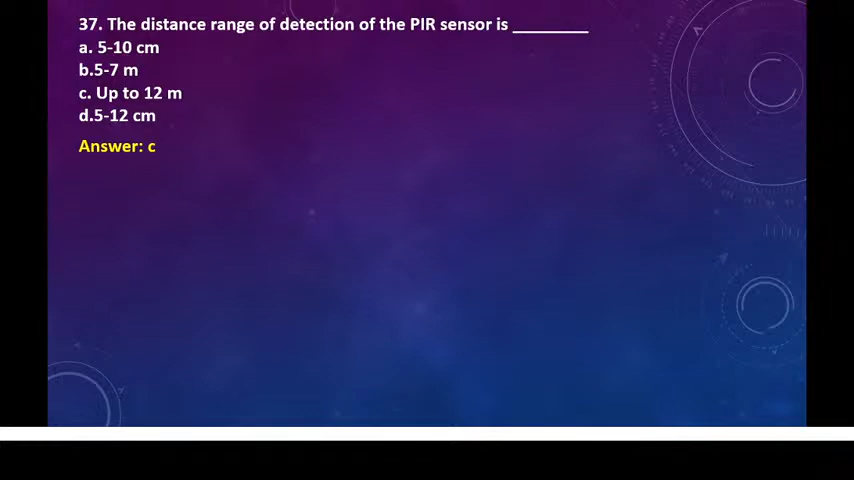 37. The distance range of detection of the PIR sensor is ________
a. 5-10 cm
b.5-7 m
c. Up to 12 m
d.5-12 cm
Answer: c